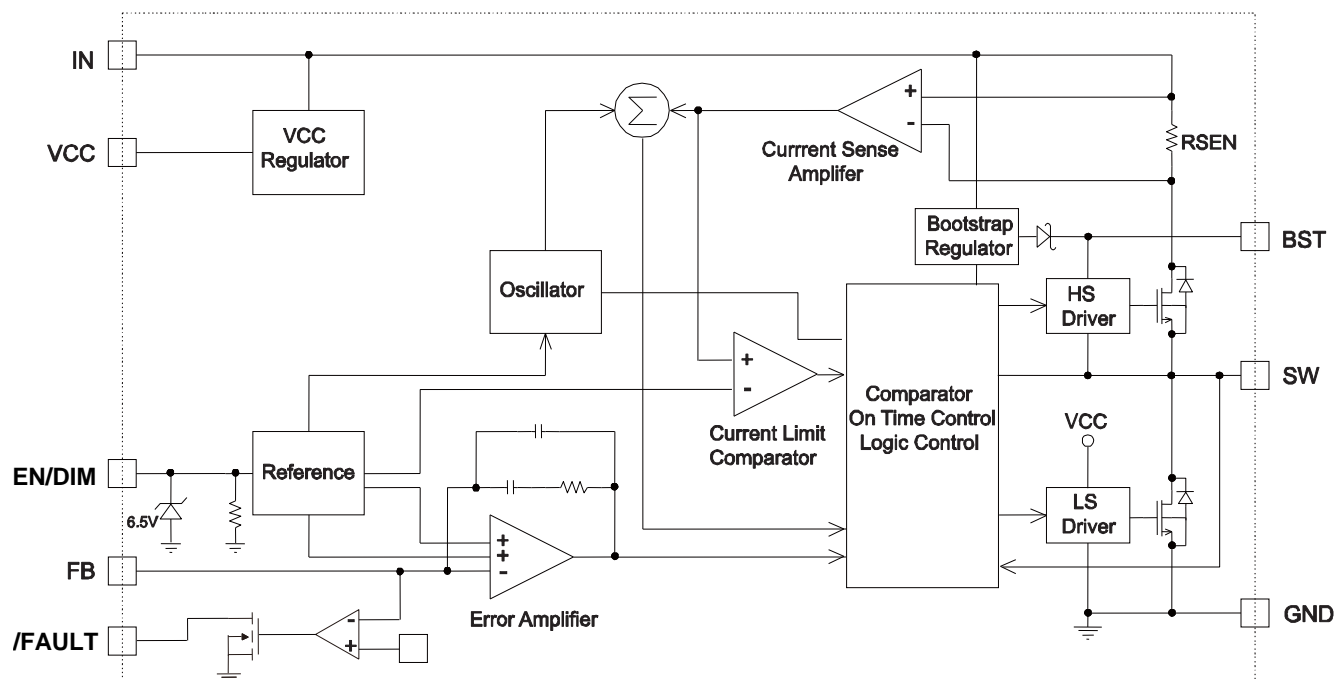 IN
VCC
VCC
Regulator
Σ
+
-
Currrent Sense
Amplifer
RSEN
Bootstrap
Regulator
BST
Oscillator
HS
Driver
+
-
Current Limit
Comparator
Comparator
On Time Control
Logic Control
SW
VCC
EN/DIM
6.5V
Reference
LS
Driver
FB
+
+
-
Error Amplifier
/FAULT
-
+
GND